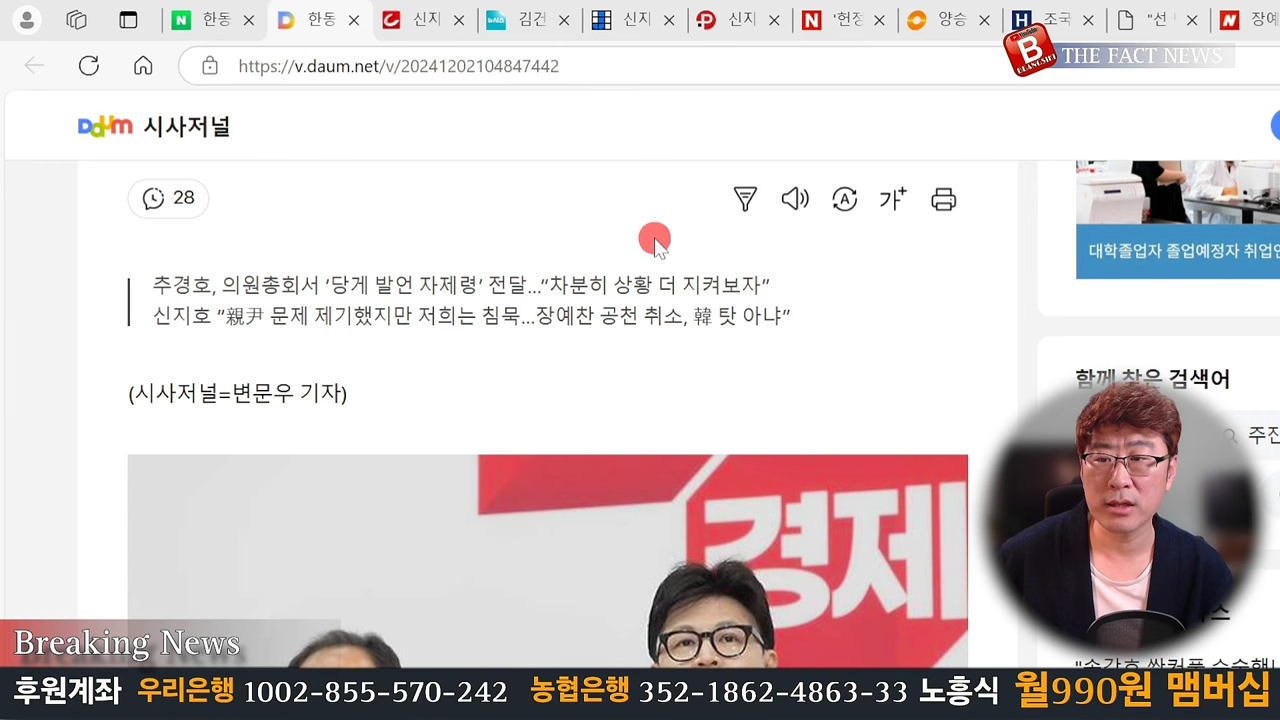 한동
한동
신지
김건
신지
신지
'헌정
양승
조국
"선
장예
https://v.daum.net/v/20241202104847442
THE FACT NEWS
Daum 시사저널
28
가+
추경호, 의원총회서 ‘당게 발언 자제령’ 전달…“차분히 상황 더 지켜보자”
신지호 “親尹 문제 제기했지만 저희는 침묵…장예찬 공천 취소, 韓 탓 아냐”
(시사저널=변문우 기자)
경제
대학졸업자 졸업예정자 취업연
함께 찾은 검색어
주진
Breaking News
후원계좌 우리은행 1002-855-570-242 농협은행 352-1862-4863-33 노흥식 월990원 맴버십